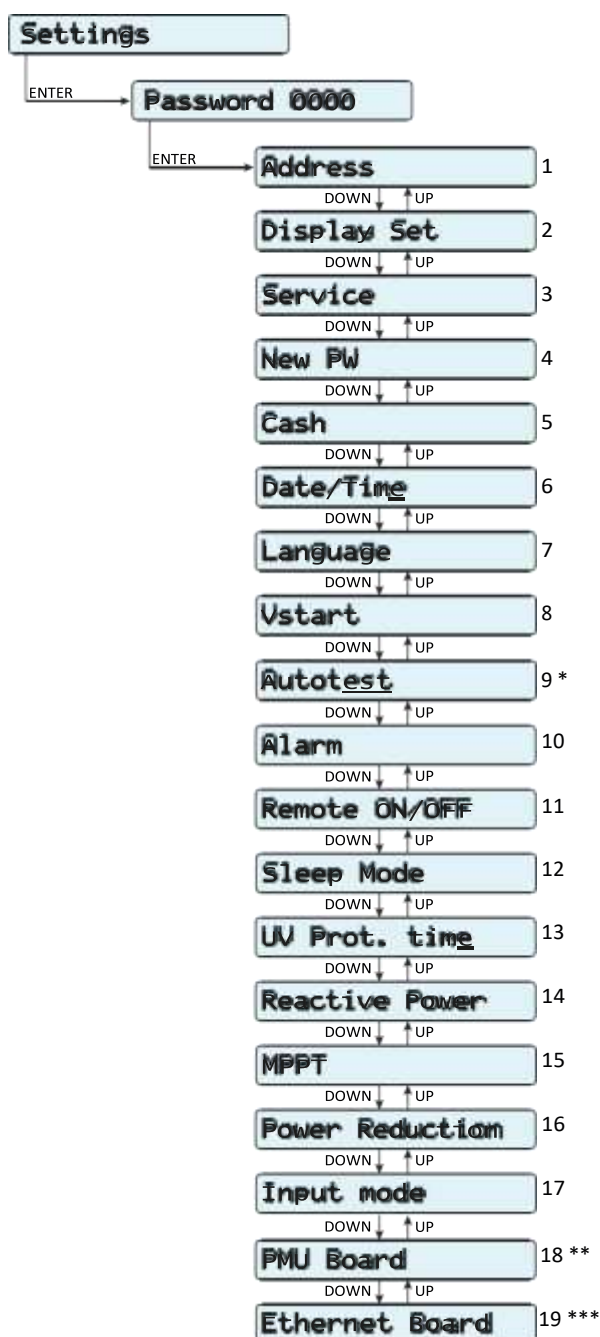 Settings
ENTER
Password 0000
ENTER
Address 1
DOWN UP
Display Set 2
DOWN UP
Service 3
DOWN UP
New PW 4
DOWN UP
Cash 5
DOWN UP
Date/Time 6
DOWN UP
Language 7
DOWN UP
Vstart 8
DOWN UP
Autotest 9 *
DOWN UP
Alarm 10
DOWN UP
Remote ON/OFF 11
DOWN UP
Sleep Mode 12
DOWN UP
UV Prot. time 13
DOWN UP
Reactive Power 14
DOWN UP
MPPT 15
DOWN UP
Power Reduction 16
DOWN UP
Input mode 17
DOWN UP
PMU Board 18 **
DOWN UP
Ethernet Board 19 ***